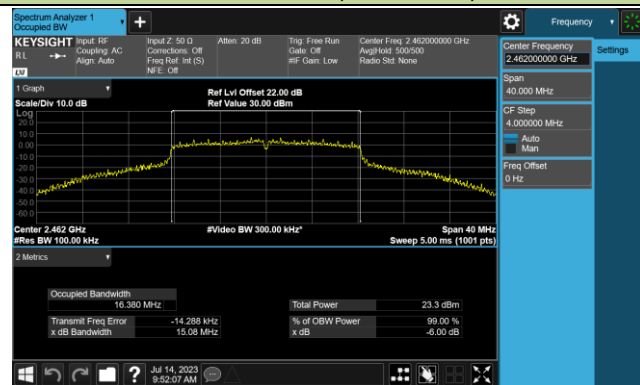 Spectrum Analyzer 1
Occupied BW
Frequency
KEYSIGHT
RL
Input: RF
Coupling: AC
Align: Auto
Input Z: 50 Ω
Corrections: Off
Freq Ref: Int (S)
NFE: Off
Atten: 20 dB
Trig: Free Run
Gate: Off
#IF Gain: Low
Center Freq: 2.462000000 GHz
Avg|Hold: 500/500
Radio Std: None
LXI
Center Frequency
2.462000000 GHz
Settings
Span
40.000 MHz
CF Step
4.000000 MHz
Auto
Man
Freq Offset
0 Hz
1 Graph
Scale/Div 10.0 dB
Ref Lvl Offset 22.00 dB
Ref Value 30.00 dBm
Log
20.0
10.0
0.00
-10.0
-20.0
-30.0
-40.0
-50.0
-60.0
Center 2.462 GHz
#Video BW 300.00 kHz*
Span 40 MHz
#Res BW 100.00 kHz
Sweep 5.00 ms (1001 pts)
2 Metrics
Occupied Bandwidth
16.380 MHz
Total Power 23.3 dBm
Transmit Freq Error -14.288 kHz
% of OBW Power 99.00 %
x dB Bandwidth 15.08 MHz
x dB -6.00 dB
?
Jul 14, 2023
9:52:07 AM